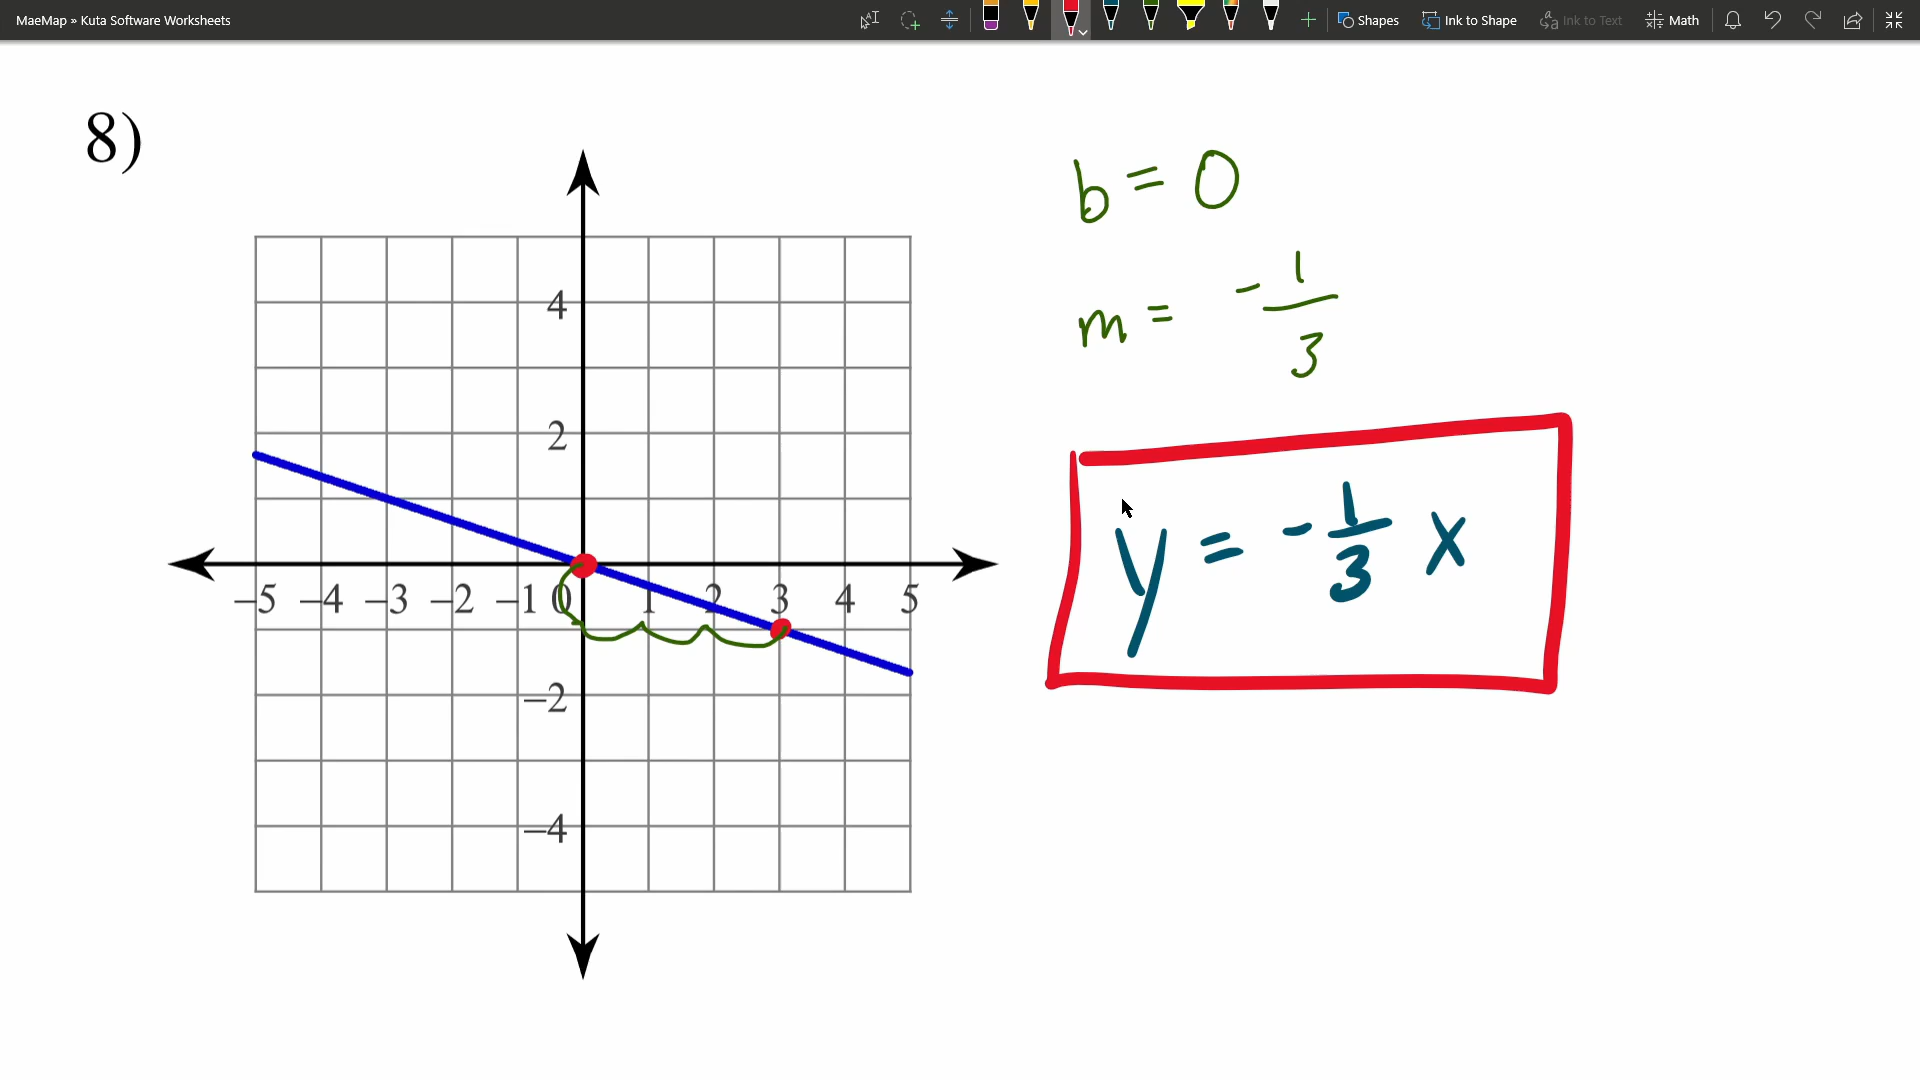 MaeMap » Kuta Software Worksheets
Shapes
Ink to Shape
Ink to Text
Math
8)
b = 0
m = -1/3
y = -1/3 x
4
2
–5 –4 –3 –2 –1 0 1 2 3 4 5
–2
–4